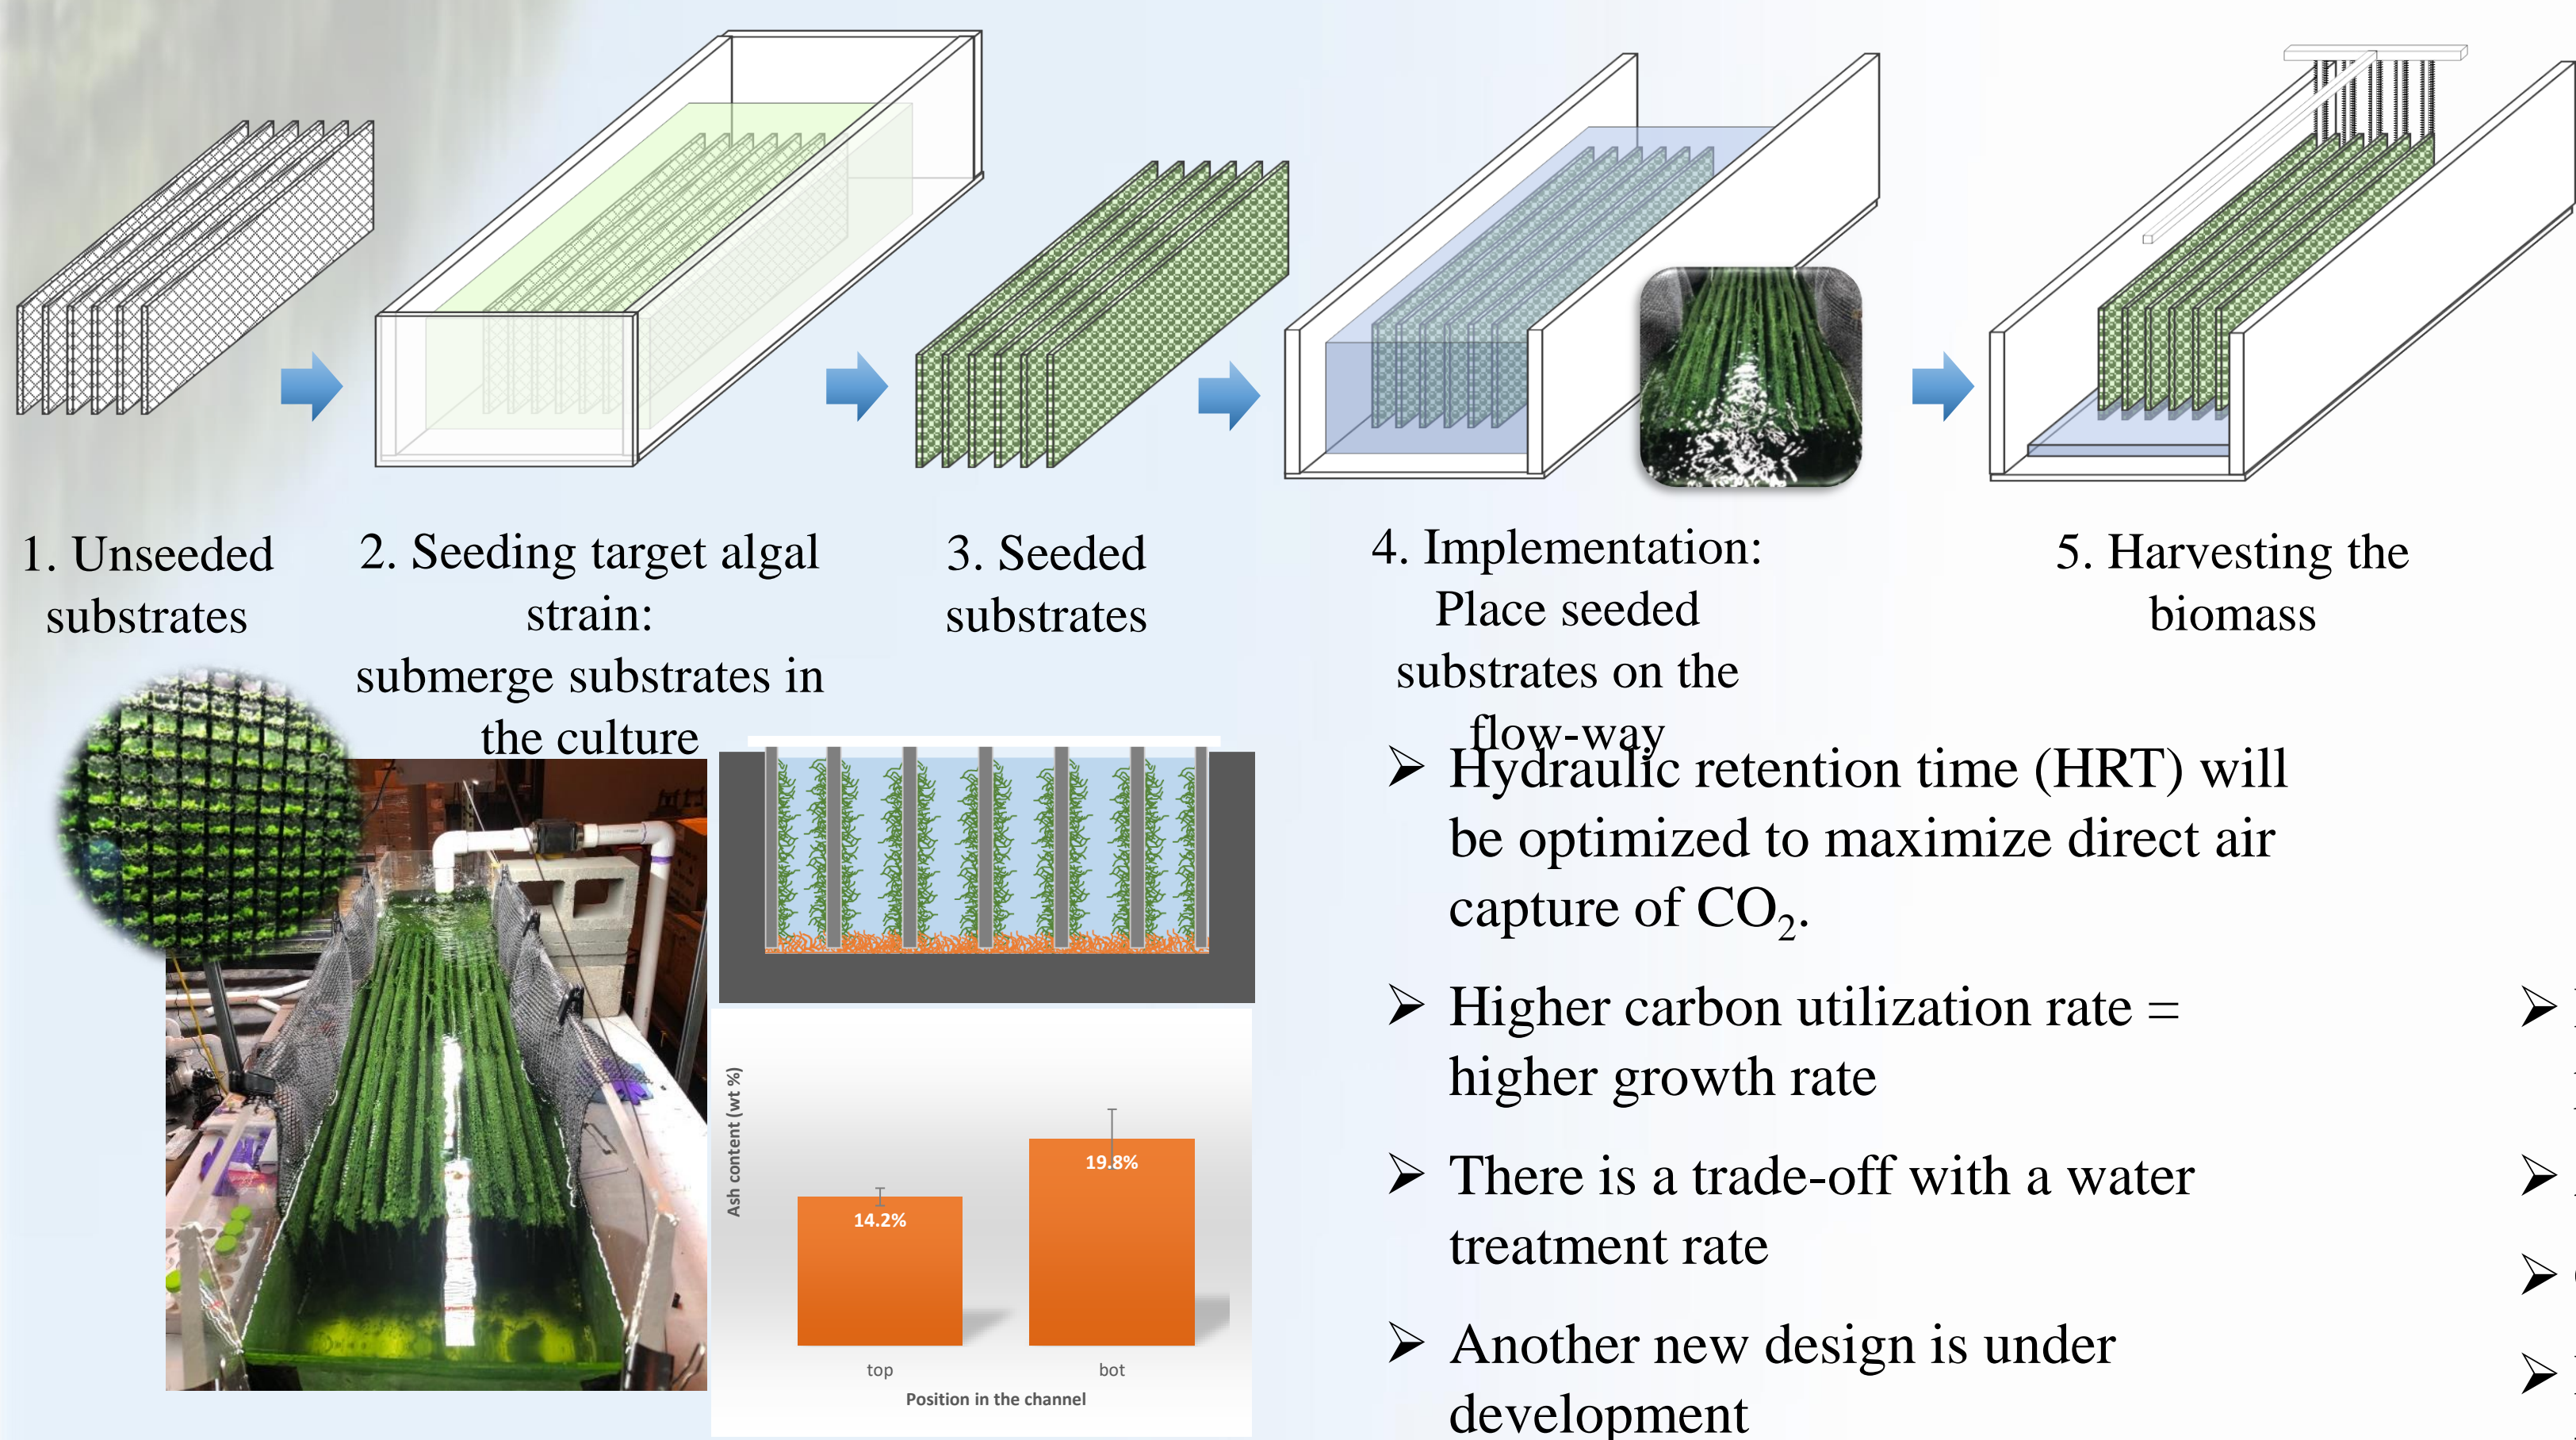 1. Unseeded
substrates
2. Seeding target algal
strain:
submerge substrates in
the culture
3. Seeded
substrates
4. Implementation:
Place seeded
substrates on the
flow-way
5. Harvesting the
biomass
➢ Hydraulic retention time (HRT) will
be optimized to maximize direct air
capture of CO₂.
➢ Higher carbon utilization rate =
higher growth rate
➢ There is a trade-off with a water
treatment rate
➢ Another new design is under
development
Ash content (wt %)
14.2%
19.8%
top
bot
Position in the channel